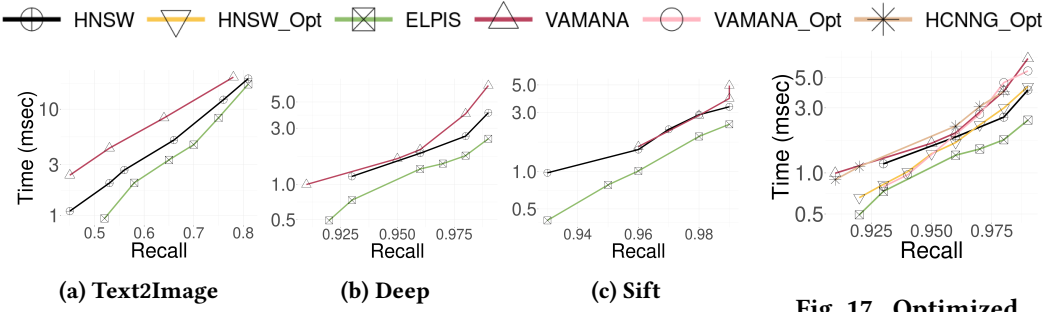 HNSW HNSW_Opt ELPIS VAMANA VAMANA_Opt HCNNG_Opt
Time (msec)
10
3
1
0.5 0.6 0.7 0.8
Recall
(a) Text2Image
5.0
3.0
1.0
0.5
0.925 0.950 0.975
Recall
(b) Deep
5.0
3.0
1.0
0.5
0.94 0.96 0.98
Recall
(c) Sift
Time (msec)
5.0
3.0
1.0
0.5
0.925 0.950 0.975
Recall
Fig. 17. Optimized